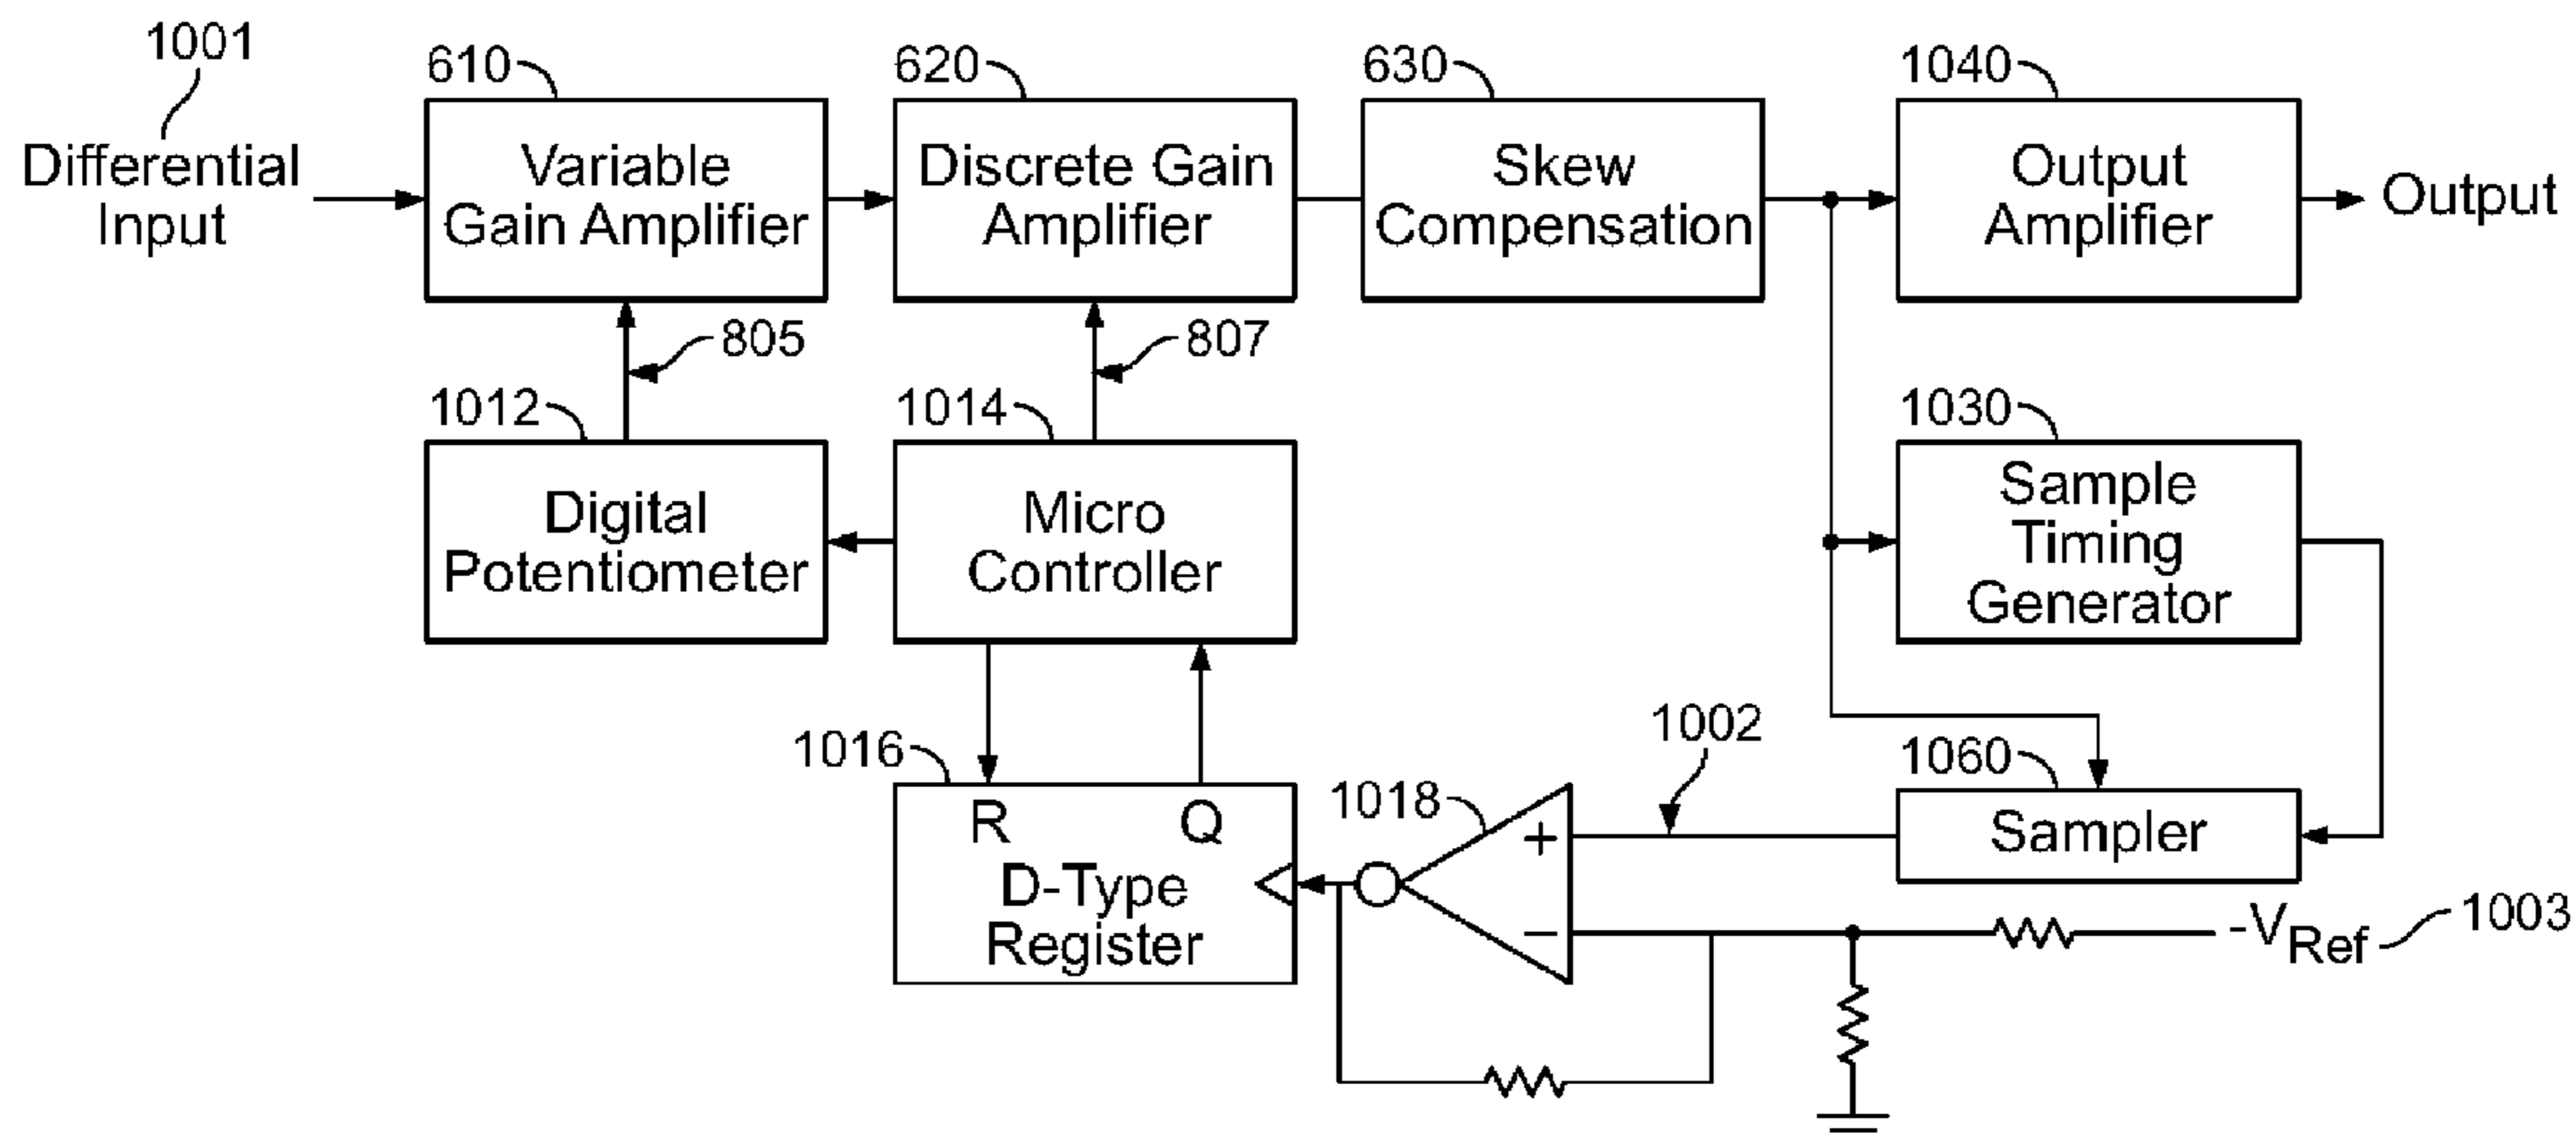 1001
610
620
630
1040
Differential
Input
Variable
Gain Amplifier
Discrete Gain
Amplifier
Skew
Compensation
Output
Amplifier
Output
805
807
1012
1014
1030
Digital
Potentiometer
Micro
Controller
Sample
Timing
Generator
1016
1018
1002
1060
R
Q
D-Type
Register
+
−
Sampler
-VRef
1003